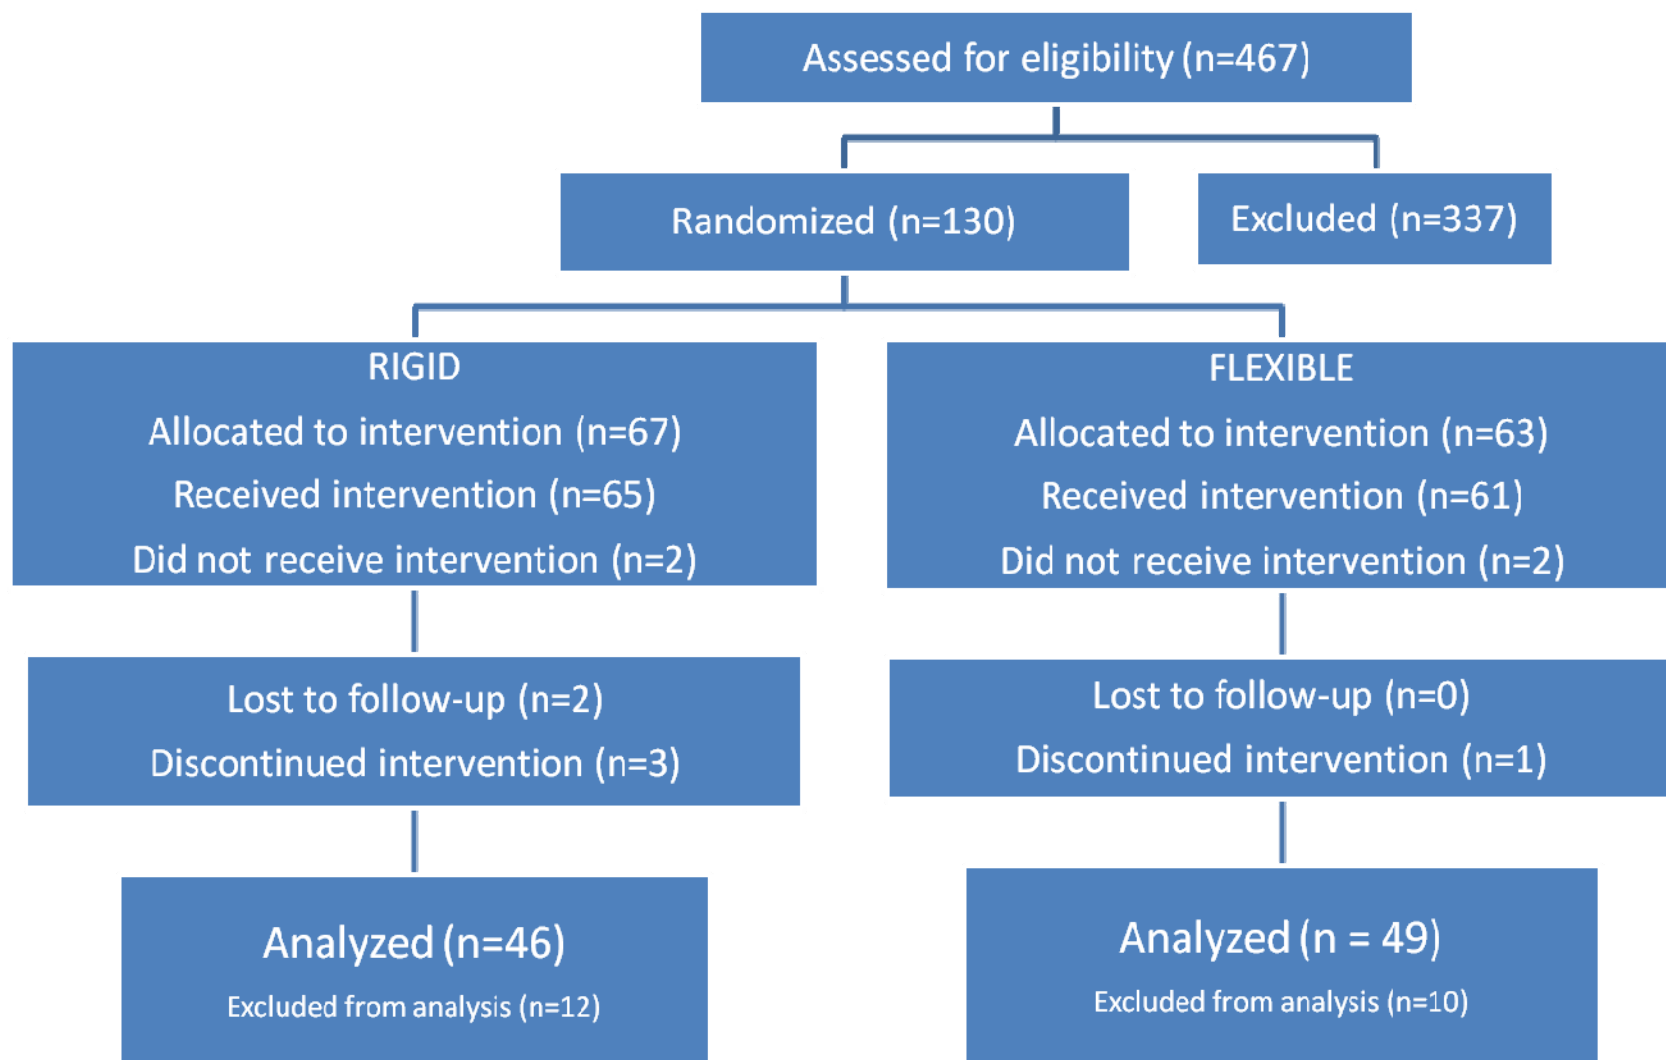 Assessed for eligibility (n=467)
Randomized (n=130)
Excluded (n=337)
RIGID
Allocated to intervention (n=67)
Received intervention (n=65)
Did not receive intervention (n=2)
FLEXIBLE
Allocated to intervention (n=63)
Received intervention (n=61)
Did not receive intervention (n=2)
Lost to follow-up (n=2)
Discontinued intervention (n=3)
Lost to follow-up (n=0)
Discontinued intervention (n=1)
Analyzed (n=46)
Excluded from analysis (n=12)
Analyzed (n = 49)
Excluded from analysis (n=10)